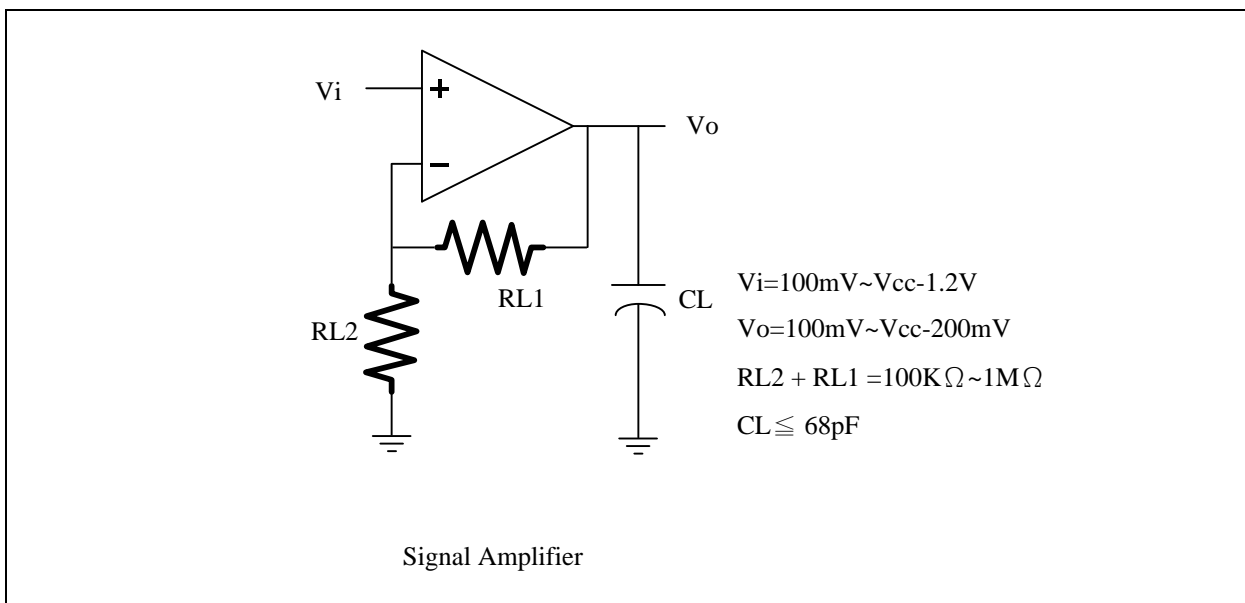 Vi
+
Vo
−
RL1
CL
RL2
Vi=100mV~Vcc-1.2V
Vo=100mV~Vcc-200mV
RL2 + RL1 =100KΩ~1MΩ
CL≦ 68pF
Signal Amplifier